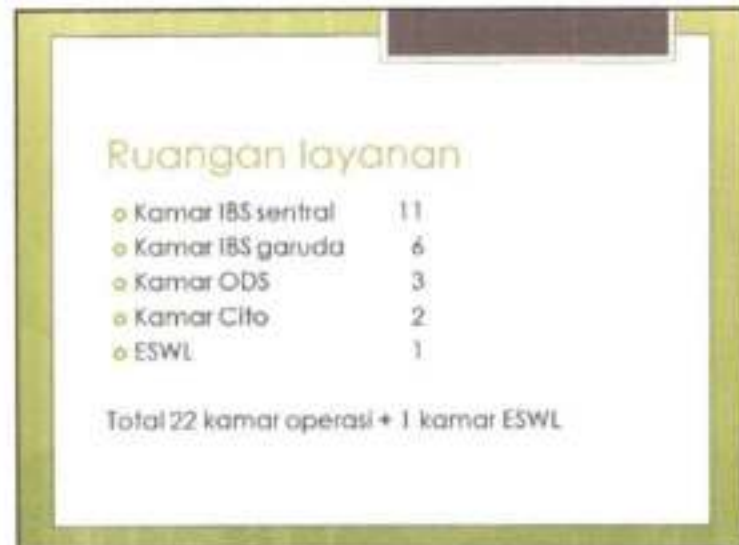 Ruangan layanan
Kamar IBS sentral 11
Kamar IBS garuda 6
Kamar ODS 3
Kamar Cito 2
ESWL 1
Total 22 kamar operasi + 1 kamar ESWL